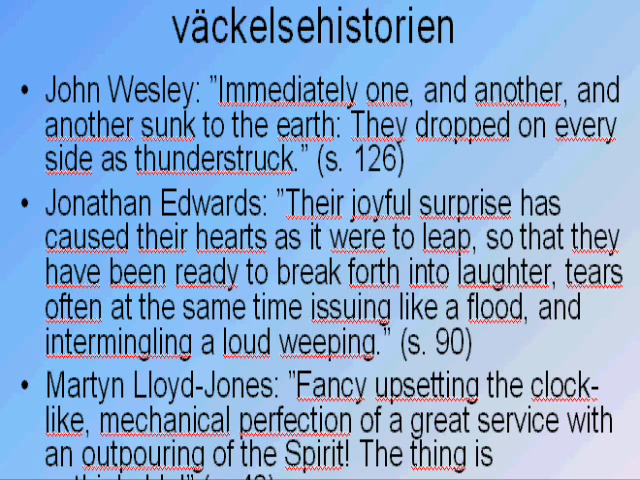 väckelsehistorien
• John Wesley: ”Immediately one, and another, and
another sunk to the earth: They dropped on every
side as thunderstruck.” (s. 126)
• Jonathan Edwards: ”Their joyful surprise has
caused their hearts as it were to leap, so that they
have been ready to break forth into laughter, tears
often at the same time issuing like a flood, and
intermingling a loud weeping.” (s. 90)
• Martyn Lloyd-Jones: ”Fancy upsetting the clock-
like, mechanical perfection of a great service with
an outpouring of the Spirit! The thing is